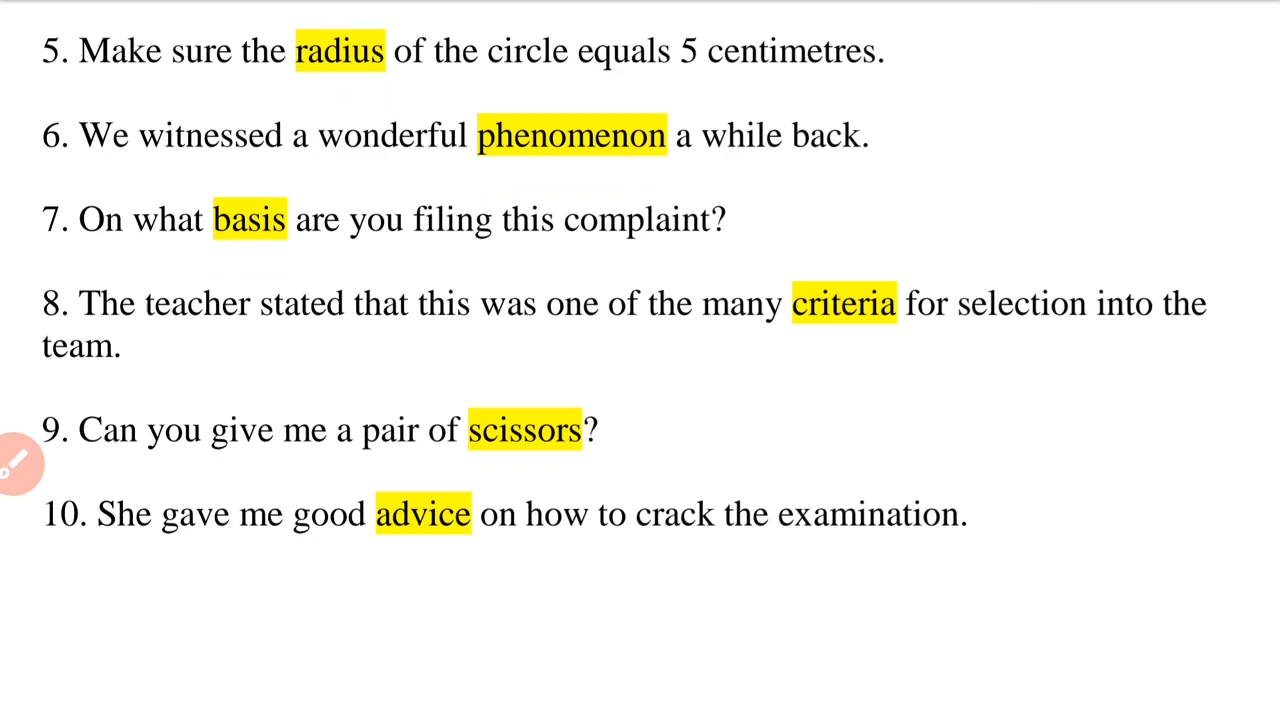 5. Make sure the radius of the circle equals 5 centimetres.
6. We witnessed a wonderful phenomenon a while back.
7. On what basis are you filing this complaint?
8. The teacher stated that this was one of the many criteria for selection into the
team.
9. Can you give me a pair of scissors?
10. She gave me good advice on how to crack the examination.